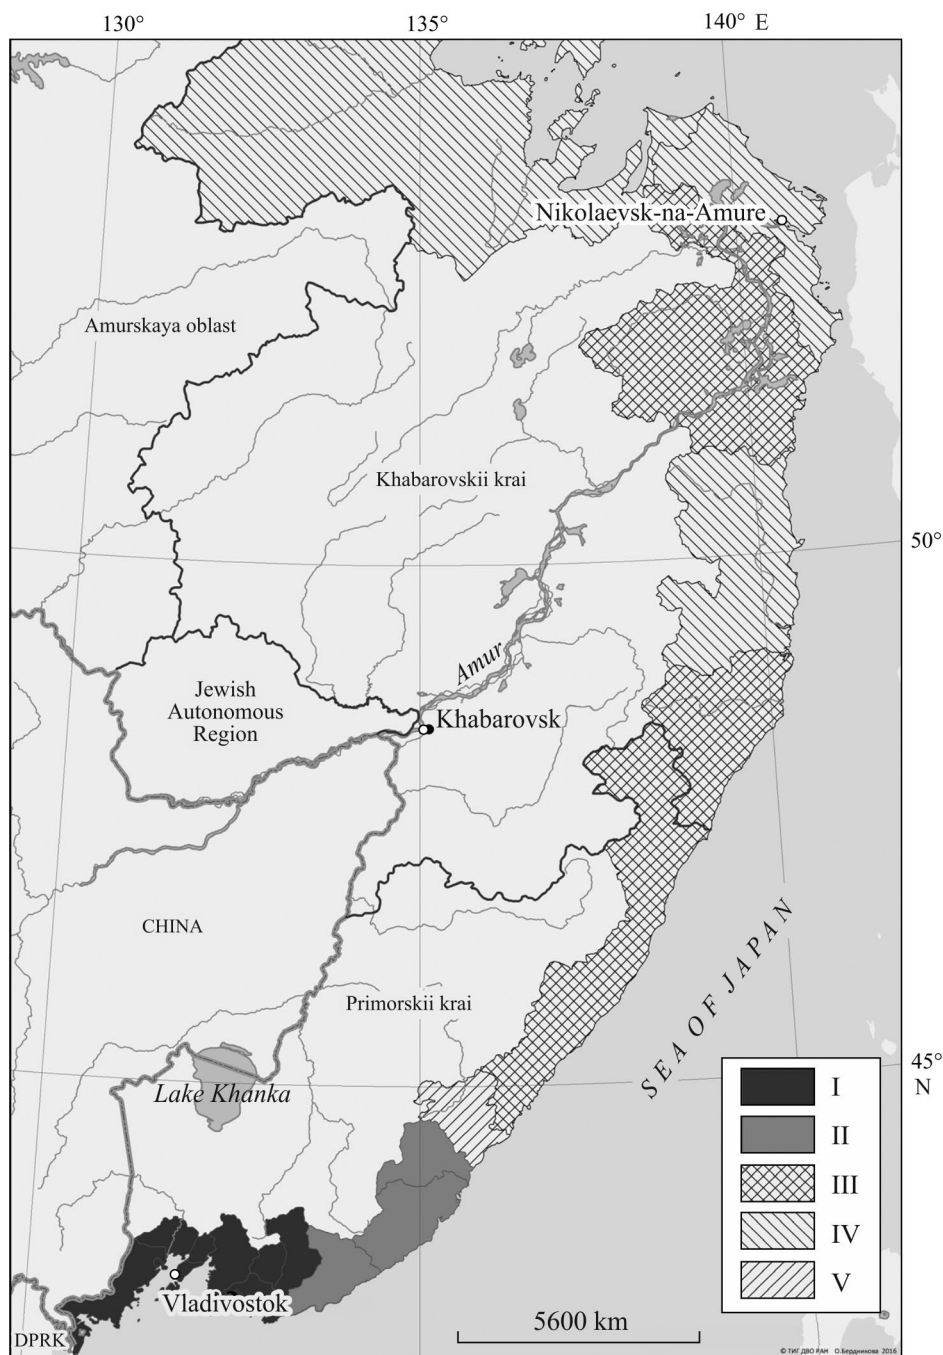 130°
135°
140° E
Nikolaevsk-na-Amure
Amurskaya oblast
Khabarovskii krai
50°
Amur
Jewish
Autonomous
Region
Khabarovsk
CHINA
SEA OF JAPAN
Primorskii krai
45°
N
Lake Khanka
I
II
III
IV
V
Vladivostok
5600 km
DPRK
© ТИГ ДВО РАН О.Бердникова 2016